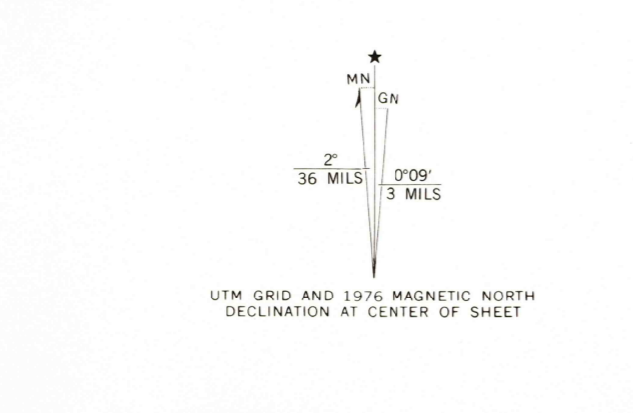 ★
MN
GN
2°
36 MILS
0°09′
3 MILS
UTM GRID AND 1976 MAGNETIC NORTH
DECLINATION AT CENTER OF SHEET